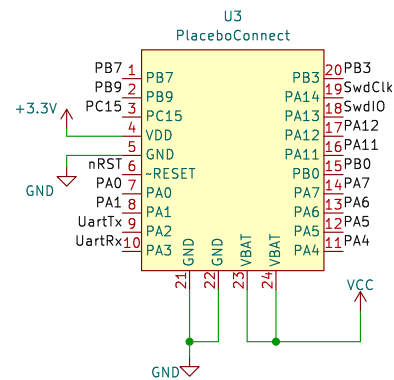 U3
PlaceboConnect
PB7 1 PB7 PB3 20 PB3
PB9 2 PB9 PA14 19 SwdClk
+3.3V PC15 3 PC15 PA13 18 SwdIO
4 VDD PA12 17 PA12
5 GND PA11 16 PA11
nRST 6 ~RESET PB0 15 PB0
GND PA0 7 PA0 PA7 14 PA7
PA1 8 PA1 PA6 13 PA6
UartTx 9 PA2 PA5 12 PA5
UartRx 10 PA3 PA4 11 PA4
GND GND VBAT VBAT
21 22 23 24
VCC
GND